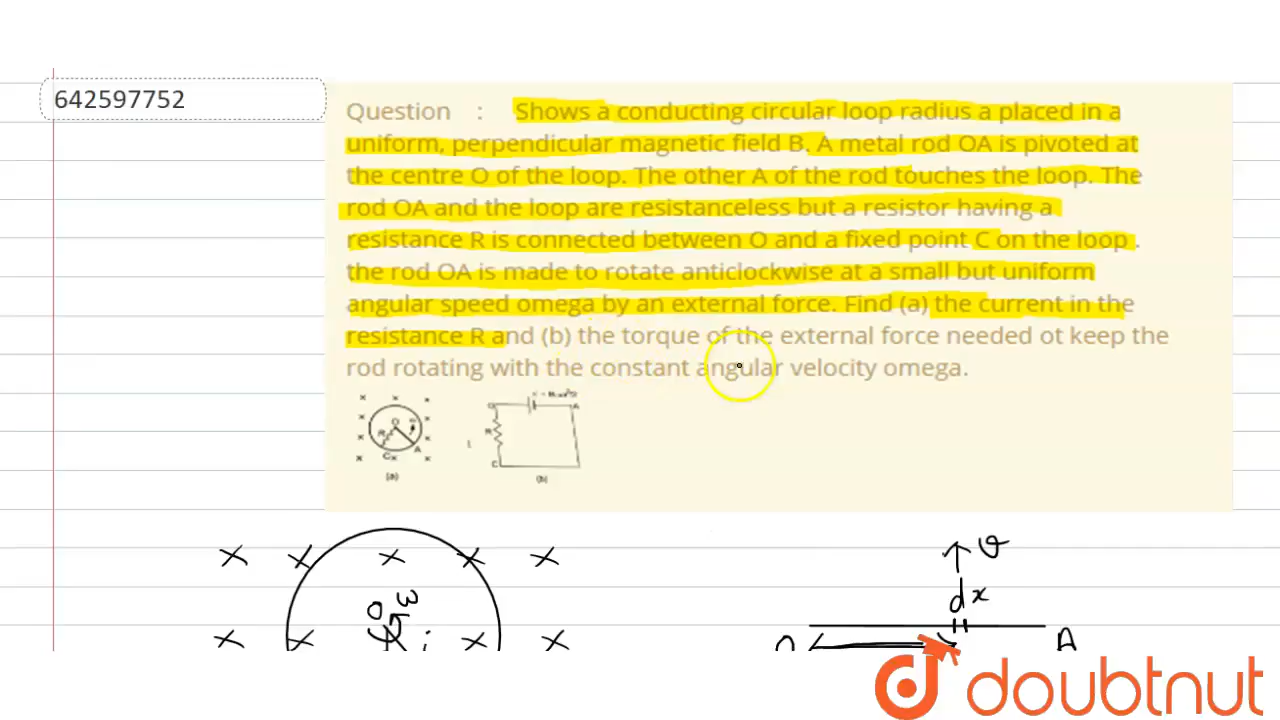 642597752
Question : Shows a conducting circular loop radius a placed in a
uniform, perpendicular magnetic field B. A metal rod OA is pivoted at
the centre O of the loop. The other A of the rod touches the loop. The
rod OA and the loop are resistanceless but a resistor having a
resistance R is connected between O and a fixed point C on the loop .
the rod OA is made to rotate anticlockwise at a small but uniform
angular speed omega by an external force. Find (a) the current in the
resistance R and (b) the torque of the external force needed ot keep the
rod rotating with the constant angular velocity omega.
x x x
x x
O
R
x x
A
C x
x x
(a)
A
R
C
(b)
x x x x x
v
dx
x x x x
A
doubtnut